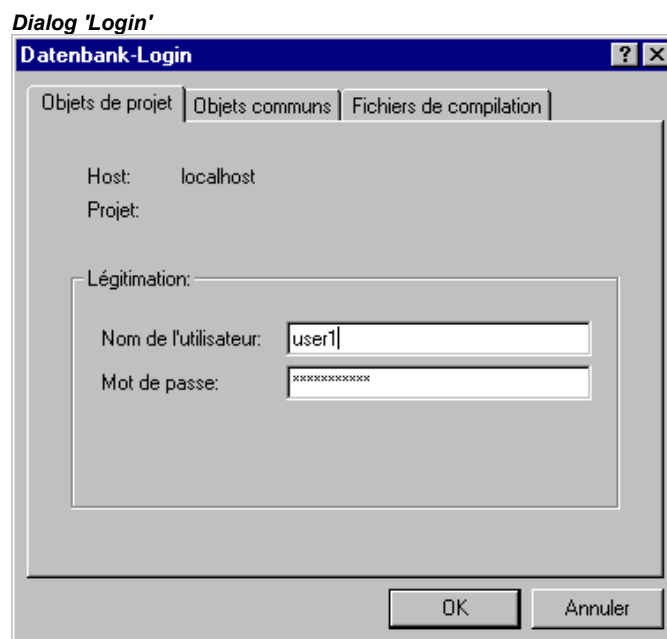 Dialog 'Login'
Datenbank-Login
Objets de projet Objets communs Fichiers de compilation
Host: localhost
Projet:
Légitimation:
Nom de l'utilisateur: user1
Mot de passe: ***********
OK Annuler